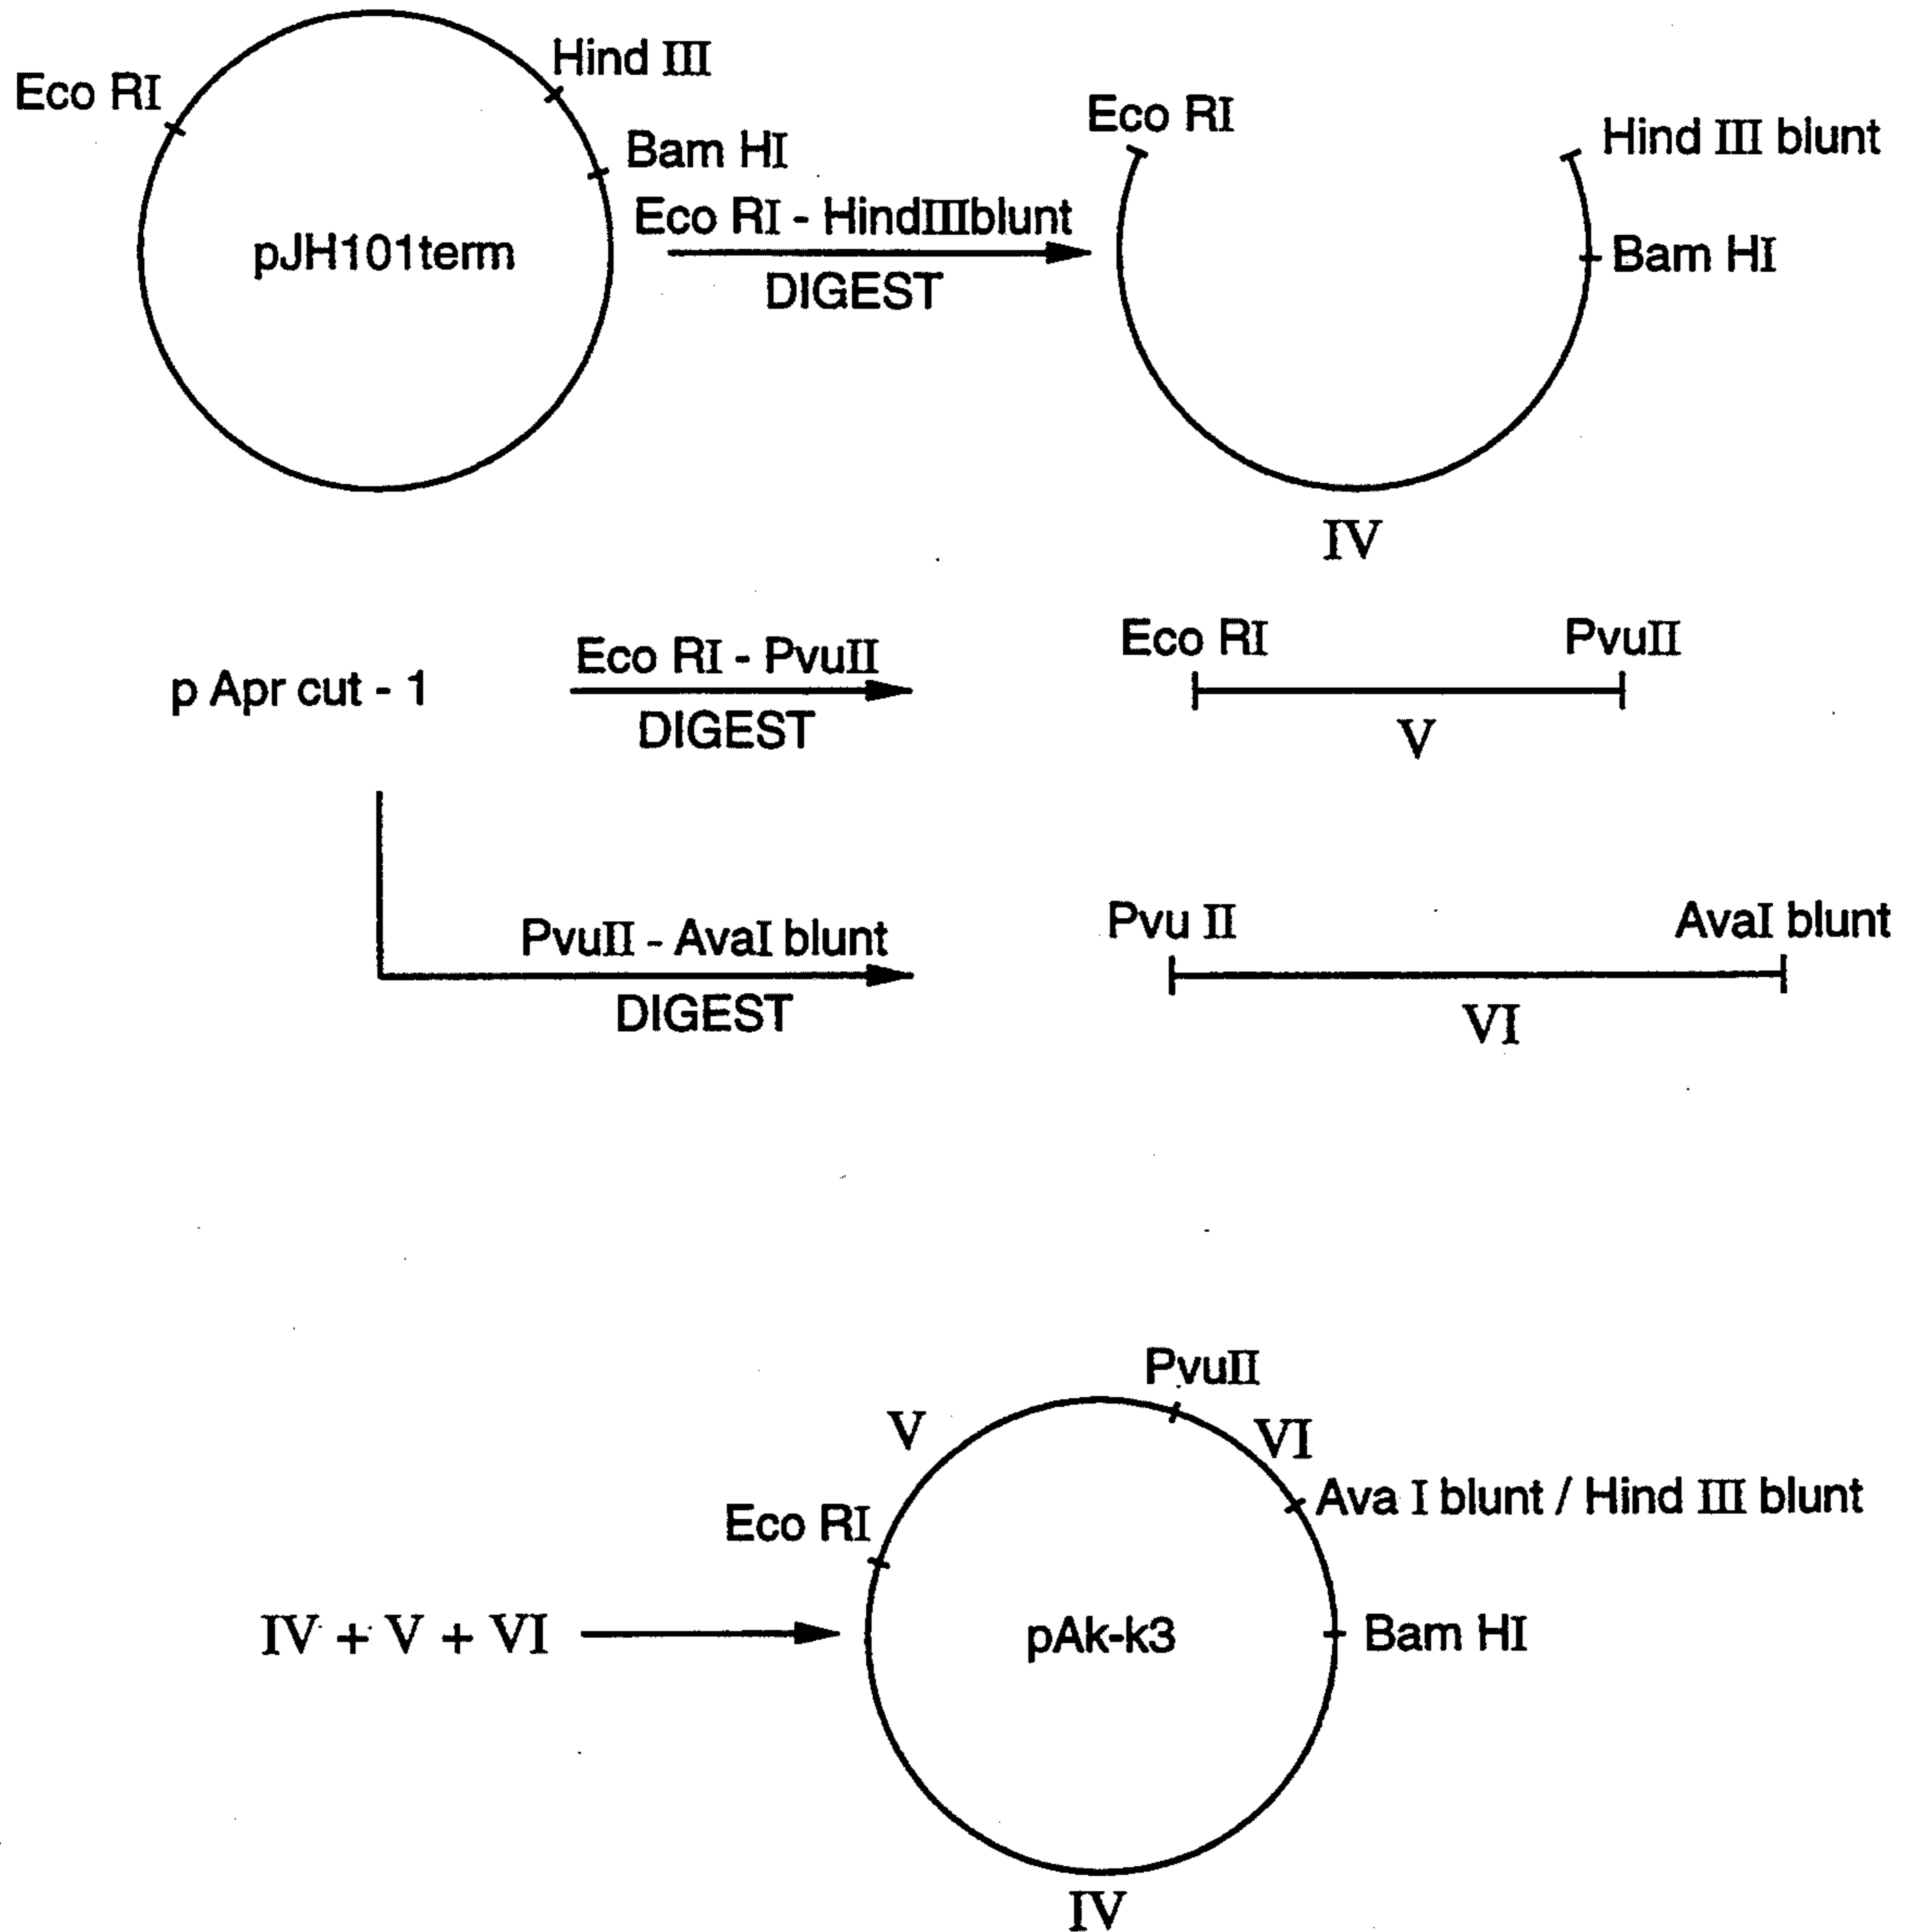 Eco RI
Hind III
Bam HI
pJH101term
Eco RI - HindIIIblunt
DIGEST
Eco RI
Hind III blunt
Bam HI
IV
p Apr cut - 1
Eco RI - PvuII
DIGEST
Eco RI
PvuII
V
PvuII - AvaI blunt
DIGEST
Pvu II
AvaI blunt
VI
IV + V + VI
V
PvuII
VI
Ava I blunt / Hind III blunt
Eco RI
pAk-k3
Bam HI
IV